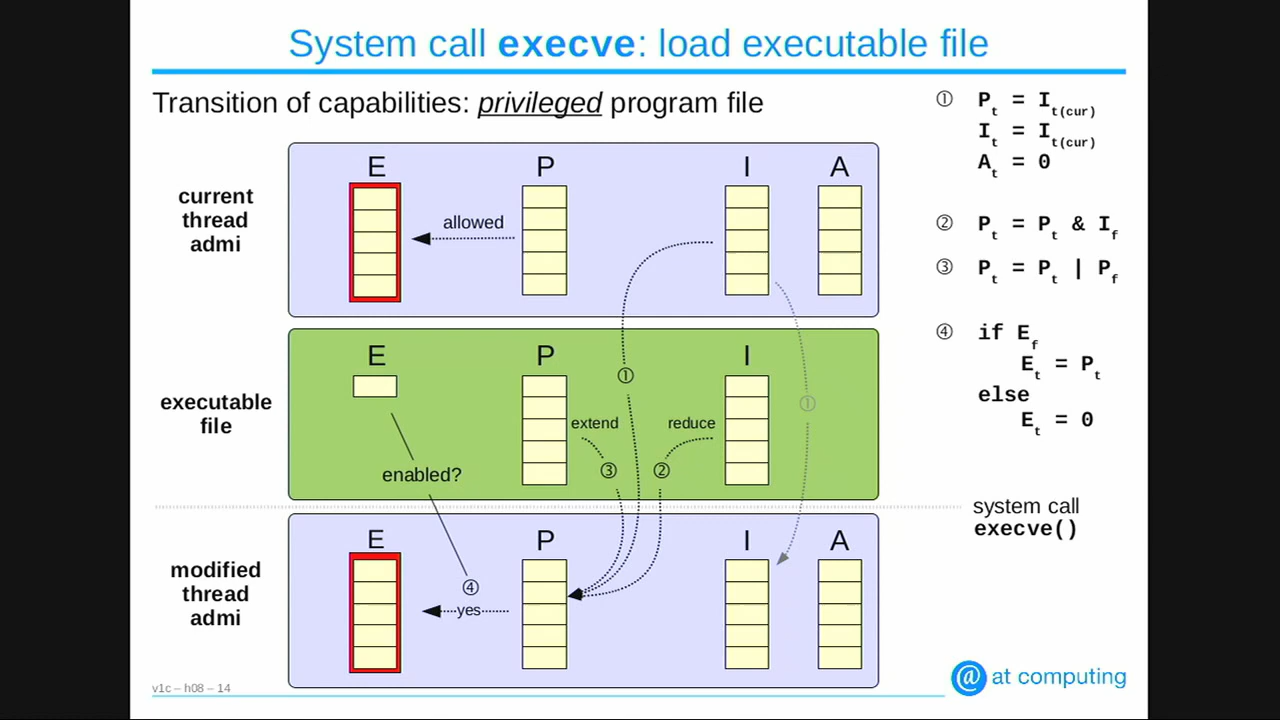 System call execve: load executable file
Transition of capabilities: privileged program file
① Pt = It(cur)
It = It(cur)
At = 0
② Pt = Pt & If
③ Pt = Pt | Pf
④ if Ef
Et = Pt
else
Et = 0
E P I A
current
thread
admi
allowed
E P I
①
①
executable
file
extend
reduce
③
②
enabled?
system call
execve()
E P I A
modified
thread
admi
④
yes
v1c – h08 – 14
@ at computing